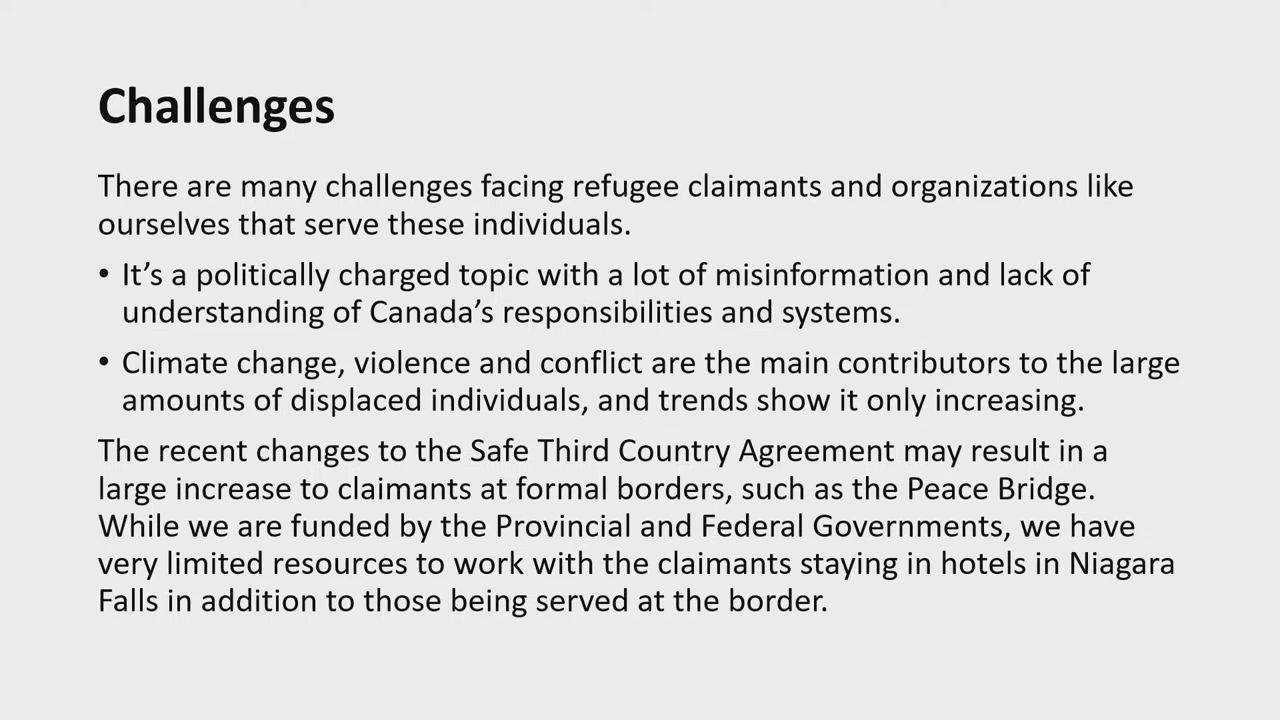 Challenges
There are many challenges facing refugee claimants and organizations like
ourselves that serve these individuals.
• It’s a politically charged topic with a lot of misinformation and lack of
understanding of Canada’s responsibilities and systems.
• Climate change, violence and conflict are the main contributors to the large
amounts of displaced individuals, and trends show it only increasing.
The recent changes to the Safe Third Country Agreement may result in a
large increase to claimants at formal borders, such as the Peace Bridge.
While we are funded by the Provincial and Federal Governments, we have
very limited resources to work with the claimants staying in hotels in Niagara
Falls in addition to those being served at the border.